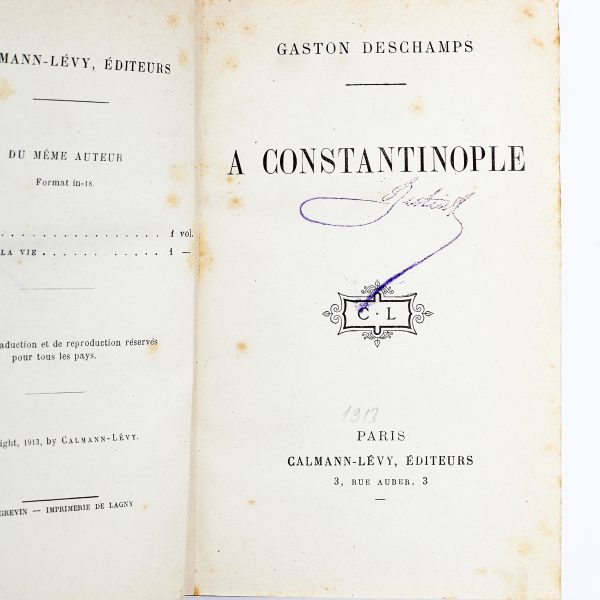 MANN-LÉVY, ÉDITEURS
DU MÊME AUTEUR
Format in-18.
. . . . . . . . . . . . . . . 1 vol.
LA VIE . . . . . . . . . . . . 1 —
aduction et de reproduction réservés
pour tous les pays.
ight, 1913, by CALMANN-LÉVY.
GREVIN — IMPRIMERIE DE LAGNY
GASTON DESCHAMPS
A CONSTANTINOPLE
C · L
1913
PARIS
CALMANN-LÉVY, ÉDITEURS
3, RUE AUBER, 3